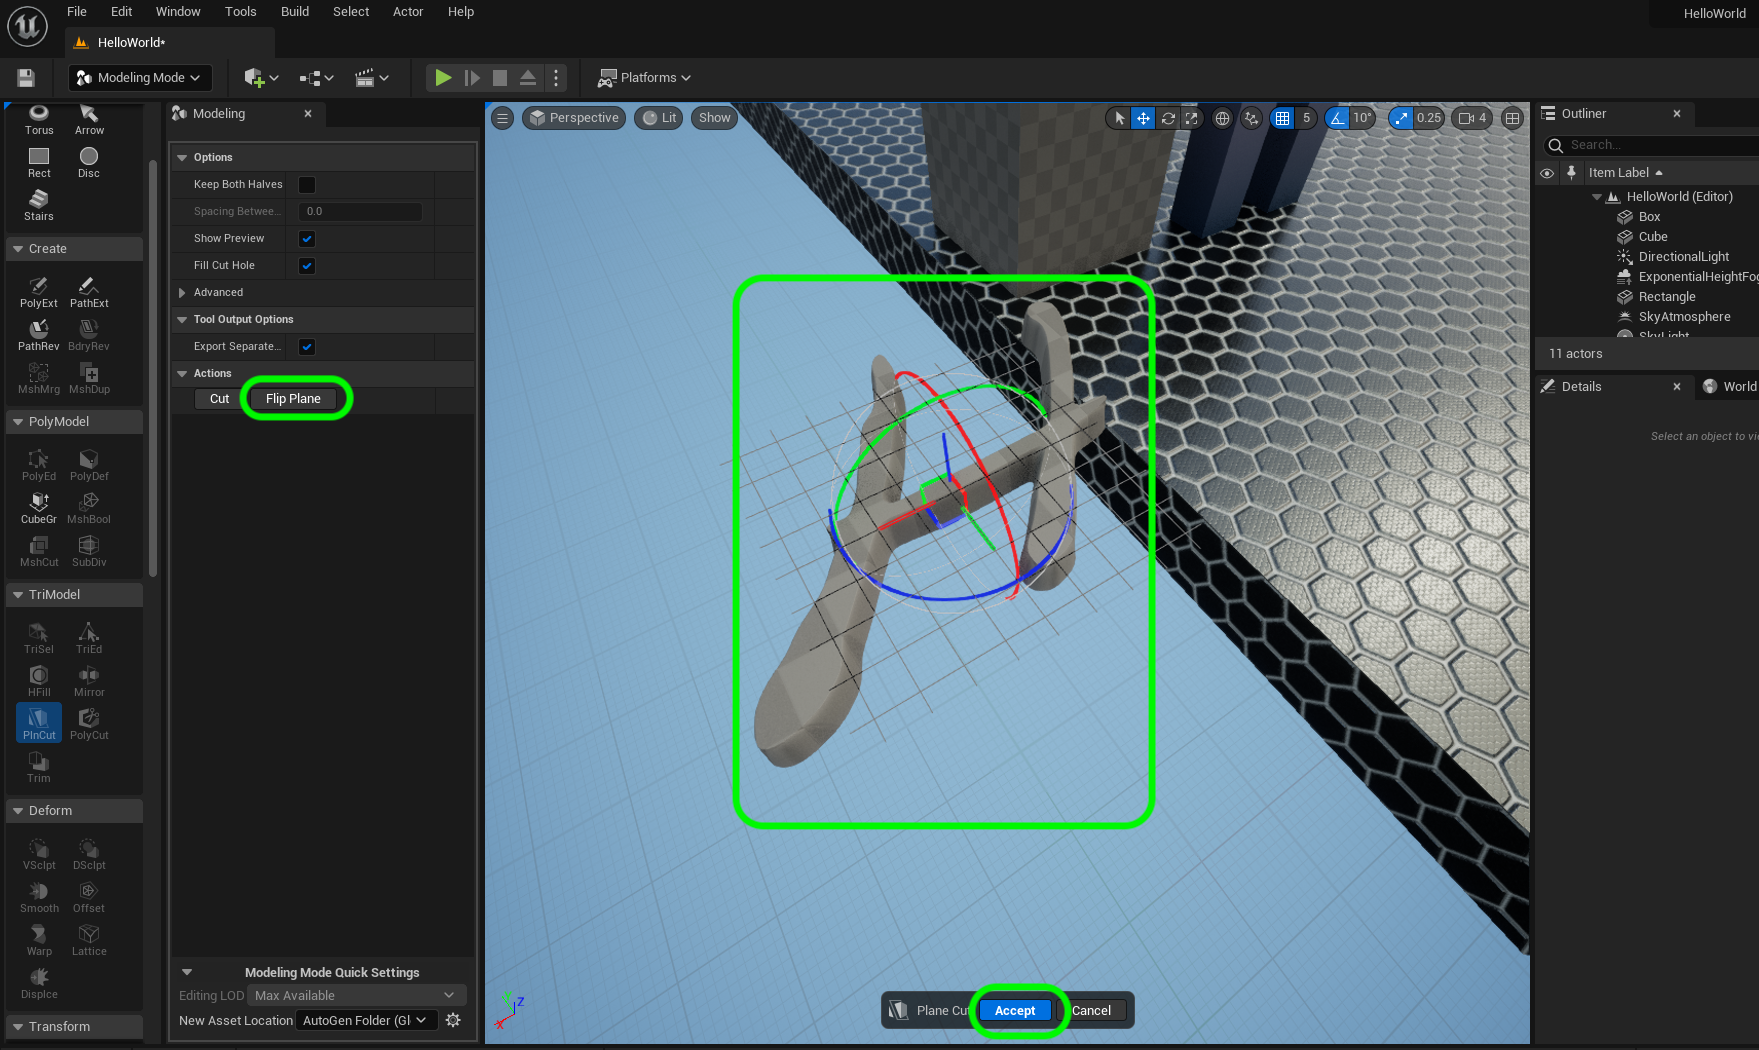 File Edit Window Tools Build Select Actor Help
HelloWorld
HelloWorld*
Modeling Mode
Platforms
Torus Arrow
Rect Disc
Stairs
Create
PolyExt PathExt
PathRev BdryRev
MshMrg MshDup
PolyModel
PolyEd PolyDef
CubeGr MshBool
MshCut SubDiv
TriModel
TriSel TriEd
HFill Mirror
PlnCut PolyCut
Trim
Deform
VSclpt DSclpt
Smooth Offset
Warp Lattice
Displce
Transform
Modeling
Options
Keep Both Halves
Spacing Betwee... 0.0
Show Preview
Fill Cut Hole
Advanced
Tool Output Options
Export Separate...
Actions
Cut Flip Plane
Modeling Mode Quick Settings
Editing LOD Max Available
New Asset Location AutoGen Folder (Gl
Perspective Lit Show
5 10° 0.25 4
Z
X
Plane Cu Accept Cancel
Outliner
Search...
Item Label
HelloWorld (Editor)
Box
Cube
DirectionalLight
ExponentialHeightFog
Rectangle
SkyAtmosphere
SkyLight
11 actors
Details World
Select an object to vi